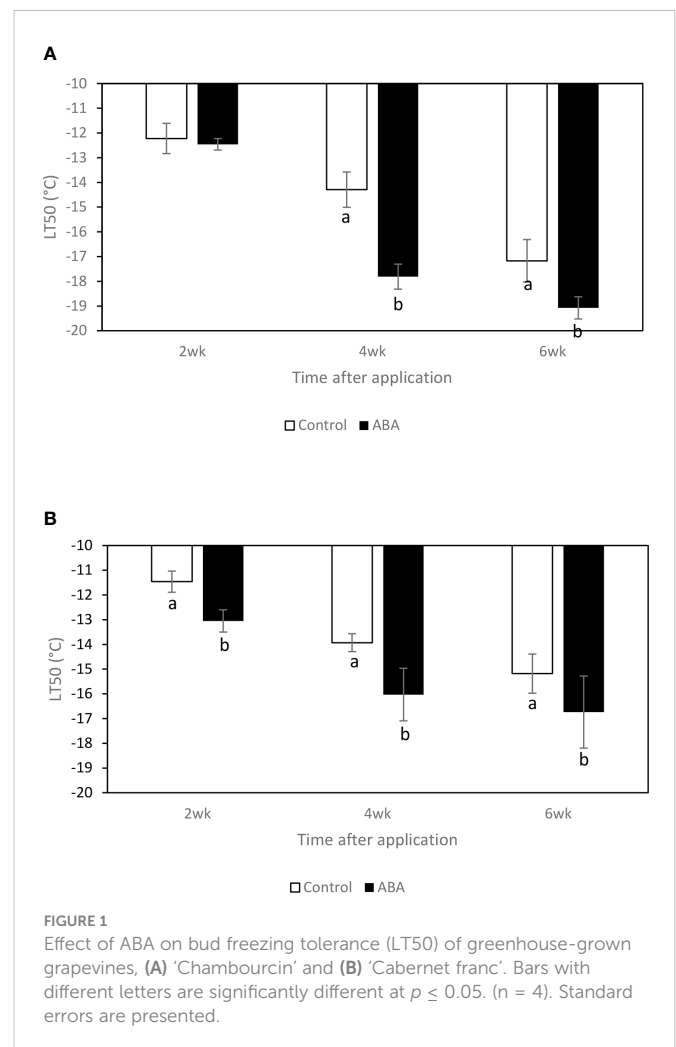 A
-10
-11
-12
-13
-14
-15
-16
-17
-18
-19
-20
LT50 (°C)
a
b
a
b
2wk 4wk 6wk
Time after application
Control ABA
B
-10
-11
-12
-13
-14
-15
-16
-17
-18
-19
-20
LT50 (°C)
a
b
a
b
a
b
2wk 4wk 6wk
Time after application
Control ABA
FIGURE 1
Effect of ABA on bud freezing tolerance (LT50) of greenhouse-grown
grapevines, (A) ‘Chambourcin’ and (B) ‘Cabernet franc’. Bars with
different letters are significantly different at p ≤ 0.05. (n = 4). Standard
errors are presented.